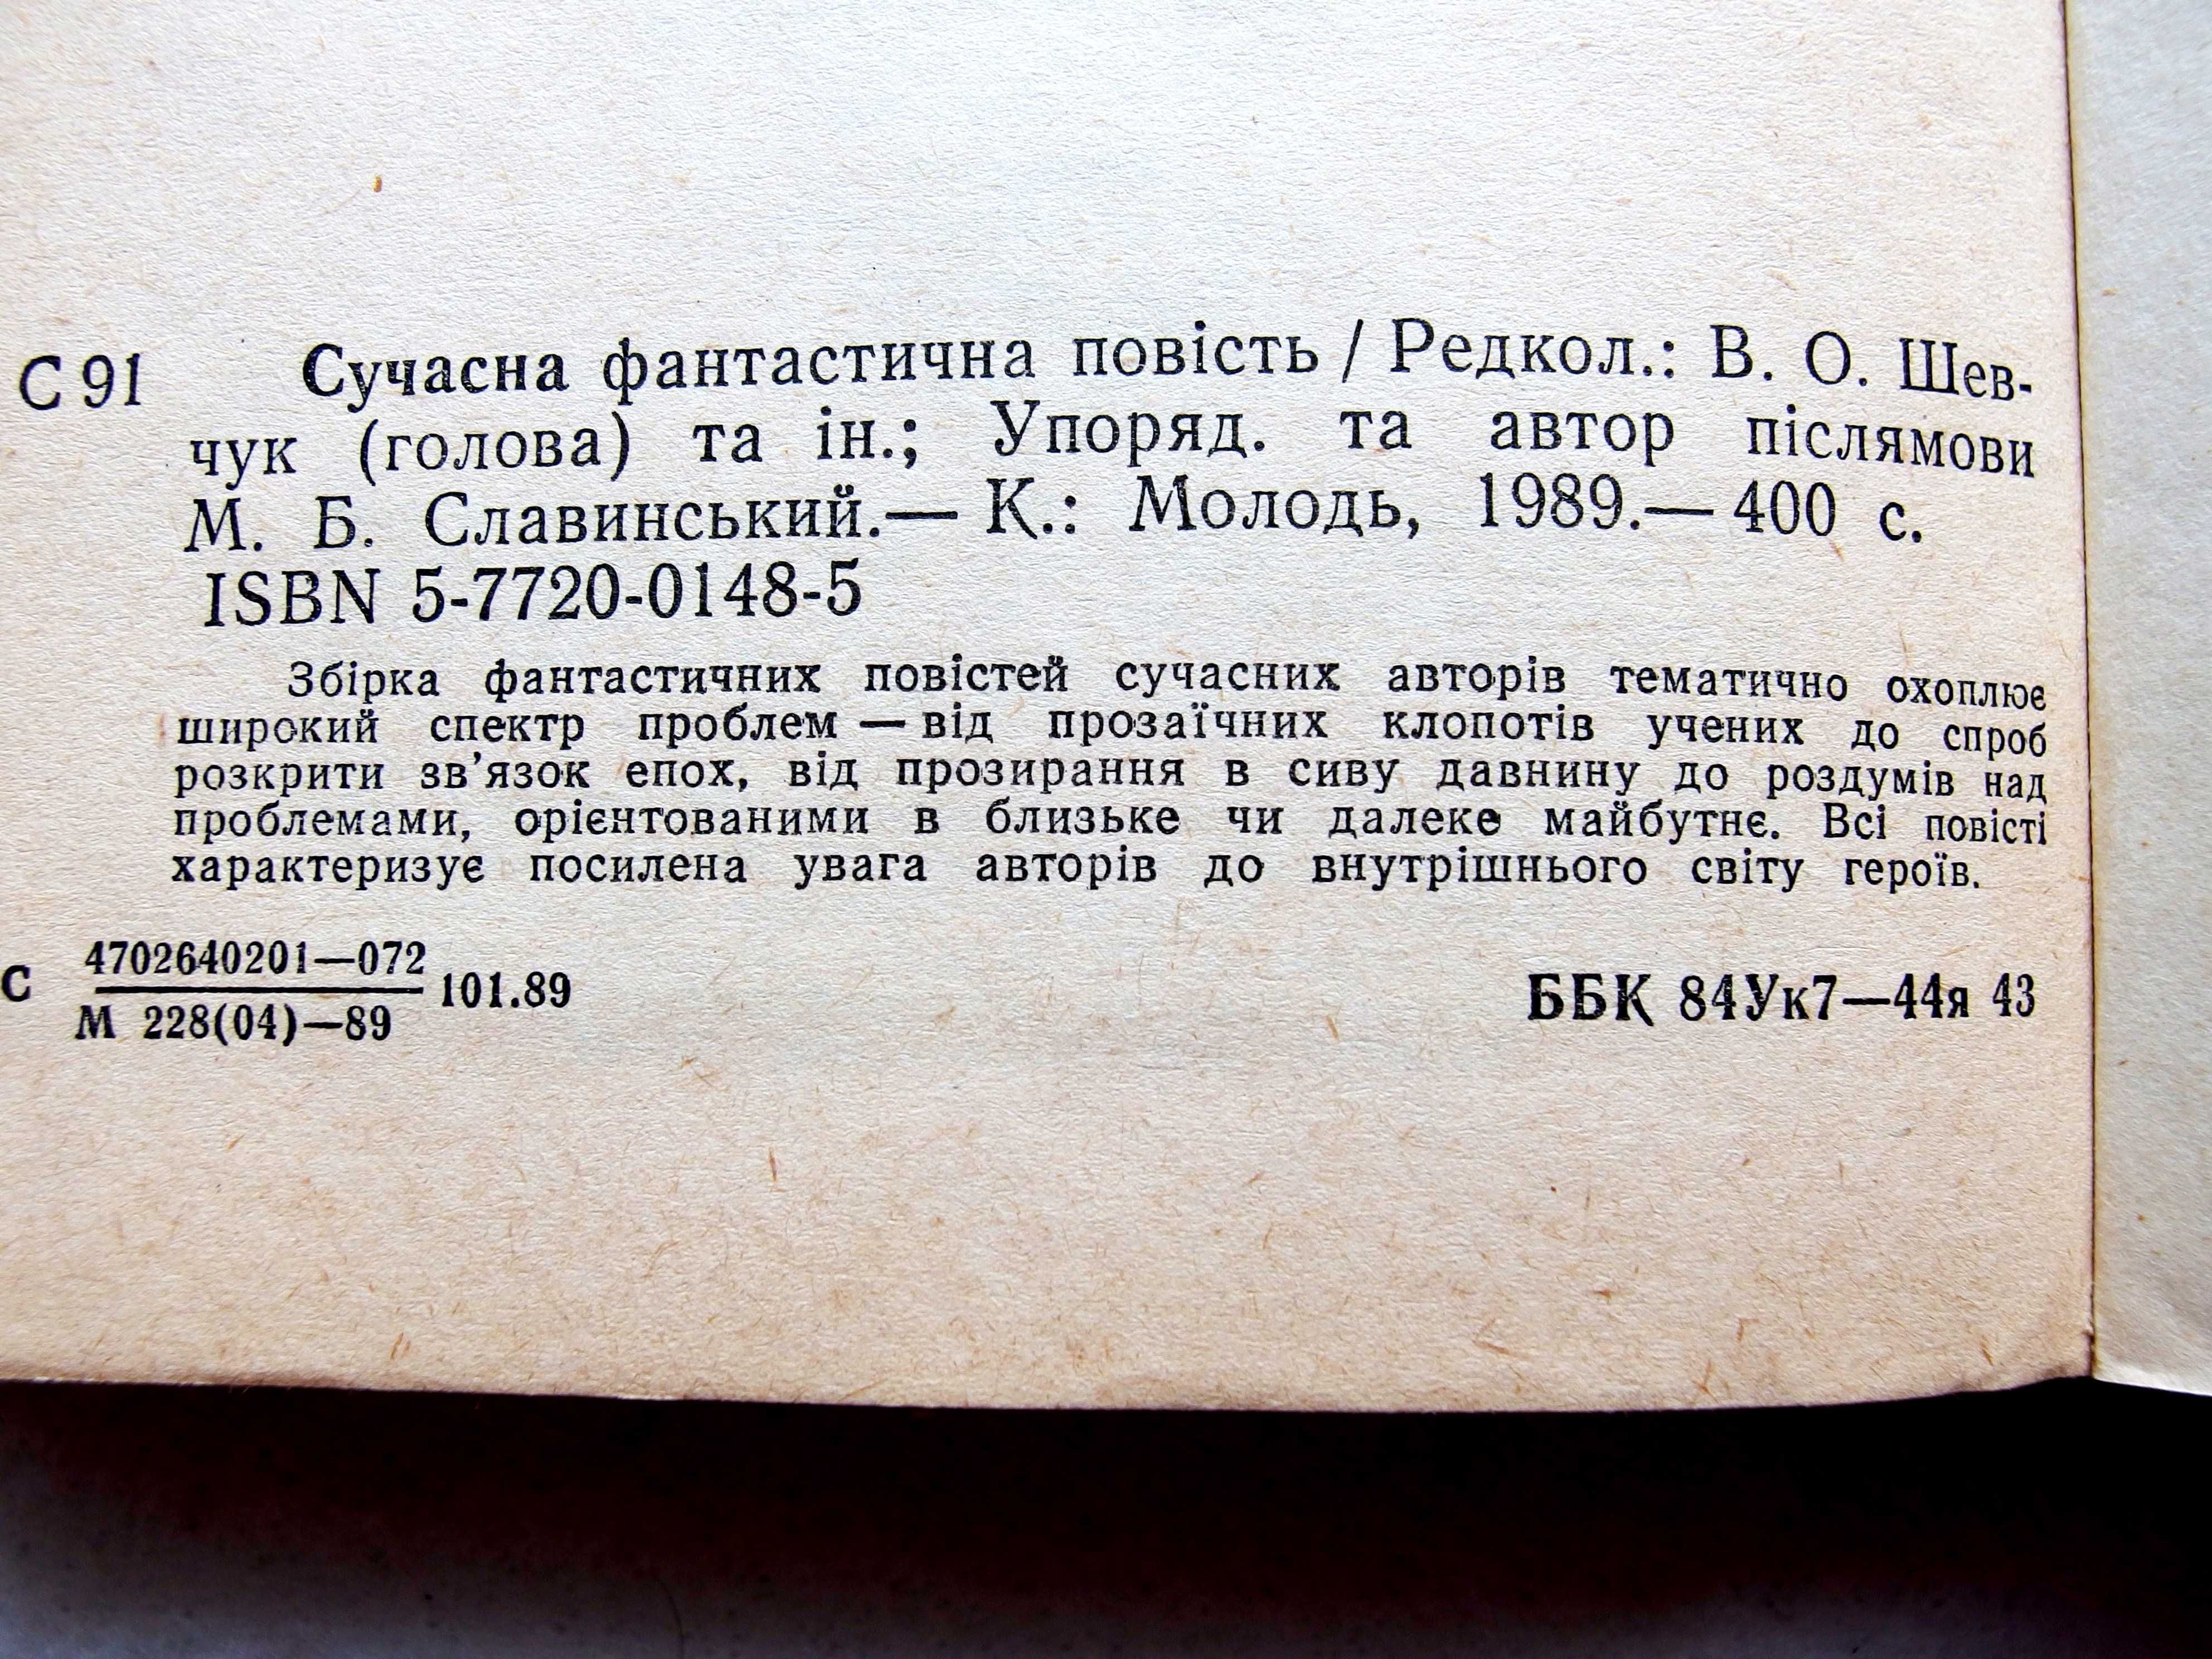 С 91 Сучасна фантастична повість / Редкол.: В. О. Шев-
чук (голова) та ін.; Упоряд. та автор післямови
М. Б. Славинський.— К.: Молодь, 1989.— 400 с.
ISBN 5-7720-0148-5
Збірка фантастичних повістей сучасних авторів тематично охоплює
широкий спектр проблем — від прозаїчних клопотів учених до спроб
розкрити зв'язок епох, від прозирання в сиву давнину до роздумів над
проблемами, орієнтованими в близьке чи далеке майбутнє. Всі повісті
характеризує посилена увага авторів до внутрішнього світу героїв.
4702640201—072
С 101.89 ББК 84Ук7—44я 43
М 228(04)—89